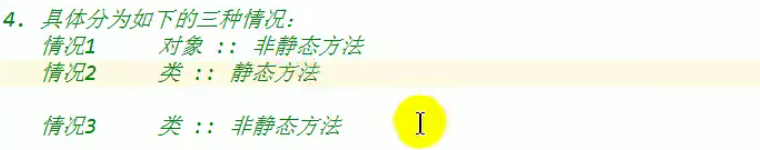 4. 具体分为如下的三种情况：
情况1 对象 :: 非静态方法
情况2 类 :: 静态方法
情况3 类 :: 非静态方法